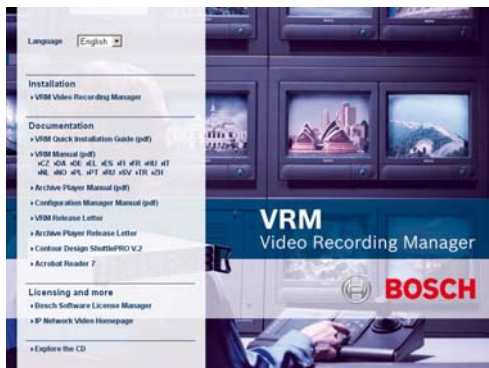 Language English
Installation
VRM Video Recording Manager
Documentation
VRM Quick Installation Guide (pdf)
VRM Manual (pdf)
CZ DA DE EL ES FI FR HU IT
NL NO PL PT RU SV TR ZH
Archive Player Manual (pdf)
Configuration Manager Manual (pdf)
VRM Release Letter
Archive Player Release Letter
Contour Design ShuttlePRO V.2
Acrobat Reader 7
Licensing and more
Bosch Software License Manager
IP Network Video Homepage
Explore the CD
VRM
Video Recording Manager
BOSCH